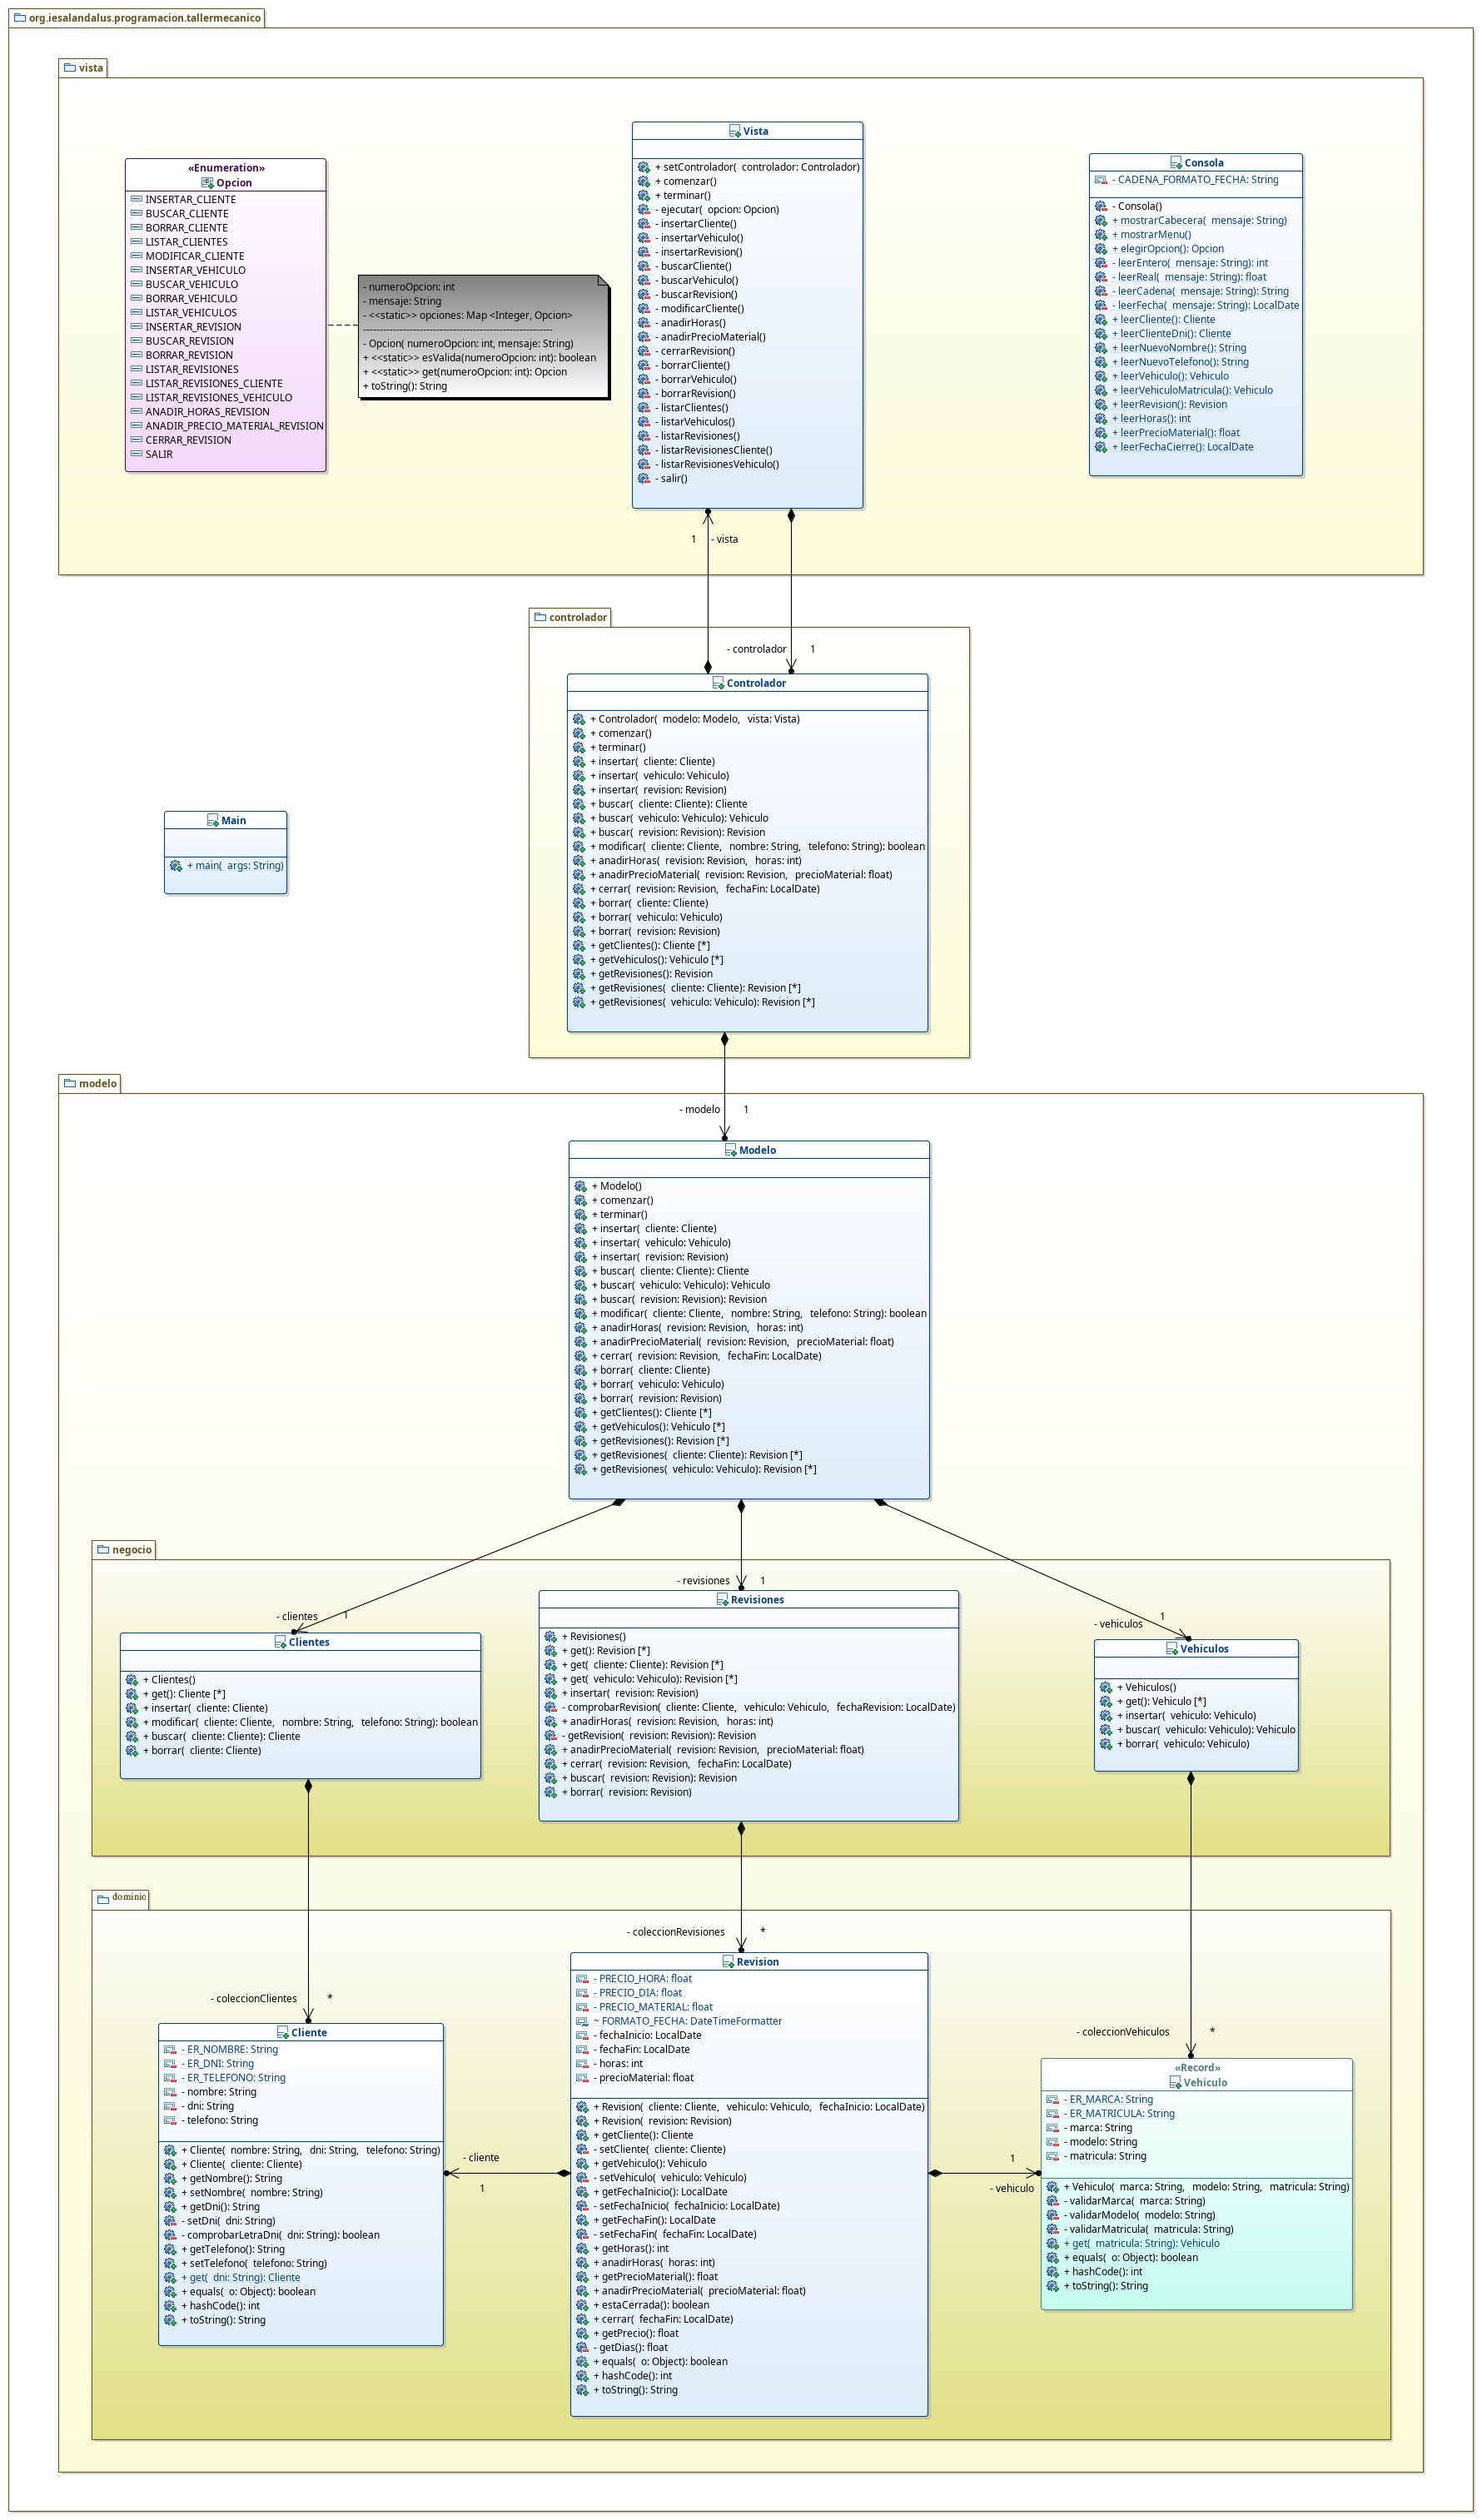 org.iesalandalus.programacion.tallermecanico
vista
«Enumeration»
Opcion
INSERTAR_CLIENTE
BUSCAR_CLIENTE
BORRAR_CLIENTE
LISTAR_CLIENTES
MODIFICAR_CLIENTE
INSERTAR_VEHICULO
BUSCAR_VEHICULO
BORRAR_VEHICULO
LISTAR_VEHICULOS
INSERTAR_REVISION
BUSCAR_REVISION
BORRAR_REVISION
LISTAR_REVISIONES
LISTAR_REVISIONES_CLIENTE
LISTAR_REVISIONES_VEHICULO
ANADIR_HORAS_REVISION
ANADIR_PRECIO_MATERIAL_REVISION
CERRAR_REVISION
SALIR
- numeroOpcion: int
- mensaje: String
- <<static>> opciones: Map <Integer, Opcion>
------------------------------------------------------
- Opcion( numeroOpcion: int, mensaje: String)
+ <<static>> esValida(numeroOpcion: int): boolean
+ <<static>> get(numeroOpcion: int): Opcion
+ toString(): String
Vista
+ setControlador( controlador: Controlador)
+ comenzar()
+ terminar()
- ejecutar( opcion: Opcion)
- insertarCliente()
- insertarVehiculo()
- insertarRevision()
- buscarCliente()
- buscarVehiculo()
- buscarRevision()
- modificarCliente()
- anadirHoras()
- anadirPrecioMaterial()
- cerrarRevision()
- borrarCliente()
- borrarVehiculo()
- borrarRevision()
- listarClientes()
- listarVehiculos()
- listarRevisiones()
- listarRevisionesCliente()
- listarRevisionesVehiculo()
- salir()
Consola
- CADENA_FORMATO_FECHA: String
- Consola()
+ mostrarCabecera( mensaje: String)
+ mostrarMenu()
+ elegirOpcion(): Opcion
- leerEntero( mensaje: String): int
- leerReal( mensaje: String): float
- leerCadena( mensaje: String): String
- leerFecha( mensaje: String): LocalDate
+ leerCliente(): Cliente
+ leerClienteDni(): Cliente
+ leerNuevoNombre(): String
+ leerNuevoTelefono(): String
+ leerVehiculo(): Vehiculo
+ leerVehiculoMatricula(): Vehiculo
+ leerRevision(): Revision
+ leerHoras(): int
+ leerPrecioMaterial(): float
+ leerFechaCierre(): LocalDate
1 - vista
controlador
- controlador 1
Controlador
+ Controlador( modelo: Modelo, vista: Vista)
+ comenzar()
+ terminar()
+ insertar( cliente: Cliente)
+ insertar( vehiculo: Vehiculo)
+ insertar( revision: Revision)
+ buscar( cliente: Cliente): Cliente
+ buscar( vehiculo: Vehiculo): Vehiculo
+ buscar( revision: Revision): Revision
+ modificar( cliente: Cliente, nombre: String, telefono: String): boolean
+ anadirHoras( revision: Revision, horas: int)
+ anadirPrecioMaterial( revision: Revision, precioMaterial: float)
+ cerrar( revision: Revision, fechaFin: LocalDate)
+ borrar( cliente: Cliente)
+ borrar( vehiculo: Vehiculo)
+ borrar( revision: Revision)
+ getClientes(): Cliente [*]
+ getVehiculos(): Vehiculo [*]
+ getRevisiones(): Revision
+ getRevisiones( cliente: Cliente): Revision [*]
+ getRevisiones( vehiculo: Vehiculo): Revision [*]
Main
+ main( args: String)
modelo
- modelo 1
Modelo
+ Modelo()
+ comenzar()
+ terminar()
+ insertar( cliente: Cliente)
+ insertar( vehiculo: Vehiculo)
+ insertar( revision: Revision)
+ buscar( cliente: Cliente): Cliente
+ buscar( vehiculo: Vehiculo): Vehiculo
+ buscar( revision: Revision): Revision
+ modificar( cliente: Cliente, nombre: String, telefono: String): boolean
+ anadirHoras( revision: Revision, horas: int)
+ anadirPrecioMaterial( revision: Revision, precioMaterial: float)
+ cerrar( revision: Revision, fechaFin: LocalDate)
+ borrar( cliente: Cliente)
+ borrar( vehiculo: Vehiculo)
+ borrar( revision: Revision)
+ getClientes(): Cliente [*]
+ getVehiculos(): Vehiculo [*]
+ getRevisiones(): Revision [*]
+ getRevisiones( cliente: Cliente): Revision [*]
+ getRevisiones( vehiculo: Vehiculo): Revision [*]
negocio
- clientes 1
Clientes
+ Clientes()
+ get(): Cliente [*]
+ insertar( cliente: Cliente)
+ modificar( cliente: Cliente, nombre: String, telefono: String): boolean
+ buscar( cliente: Cliente): Cliente
+ borrar( cliente: Cliente)
- revisiones 1
Revisiones
+ Revisiones()
+ get(): Revision [*]
+ get( cliente: Cliente): Revision [*]
+ get( vehiculo: Vehiculo): Revision [*]
+ insertar( revision: Revision)
- comprobarRevision( cliente: Cliente, vehiculo: Vehiculo, fechaRevision: LocalDate)
+ anadirHoras( revision: Revision, horas: int)
- getRevision( revision: Revision): Revision
+ anadirPrecioMaterial( revision: Revision, precioMaterial: float)
+ cerrar( revision: Revision, fechaFin: LocalDate)
+ buscar( revision: Revision): Revision
+ borrar( revision: Revision)
- vehiculos 1
Vehiculos
+ Vehiculos()
+ get(): Vehiculo [*]
+ insertar( vehiculo: Vehiculo)
+ buscar( vehiculo: Vehiculo): Vehiculo
+ borrar( vehiculo: Vehiculo)
dominio
- coleccionClientes *
Cliente
- ER_NOMBRE: String
- ER_DNI: String
- ER_TELEFONO: String
- nombre: String
- dni: String
- telefono: String
+ Cliente( nombre: String, dni: String, telefono: String)
+ Cliente( cliente: Cliente)
+ getNombre(): String
+ setNombre( nombre: String)
+ getDni(): String
- setDni( dni: String)
- comprobarLetraDni( dni: String): boolean
+ getTelefono(): String
+ setTelefono( telefono: String)
+ get( dni: String): Cliente
+ equals( o: Object): boolean
+ hashCode(): int
+ toString(): String
- cliente
1
- coleccionRevisiones *
Revision
- PRECIO_HORA: float
- PRECIO_DIA: float
- PRECIO_MATERIAL: float
~ FORMATO_FECHA: DateTimeFormatter
- fechaInicio: LocalDate
- fechaFin: LocalDate
- horas: int
- precioMaterial: float
+ Revision( cliente: Cliente, vehiculo: Vehiculo, fechaInicio: LocalDate)
+ Revision( revision: Revision)
+ getCliente(): Cliente
- setCliente( cliente: Cliente)
+ getVehiculo(): Vehiculo
- setVehiculo( vehiculo: Vehiculo)
+ getFechaInicio(): LocalDate
- setFechaInicio( fechaInicio: LocalDate)
+ getFechaFin(): LocalDate
- setFechaFin( fechaFin: LocalDate)
+ getHoras(): int
+ anadirHoras( horas: int)
+ getPrecioMaterial(): float
+ anadirPrecioMaterial( precioMaterial: float)
+ estaCerrada(): boolean
+ cerrar( fechaFin: LocalDate)
+ getPrecio(): float
- getDias(): float
+ equals( o: Object): boolean
+ hashCode(): int
+ toString(): String
1
- vehiculo
- coleccionVehiculos *
«Record»
Vehiculo
- ER_MARCA: String
- ER_MATRICULA: String
- marca: String
- modelo: String
- matricula: String
+ Vehiculo( marca: String, modelo: String, matricula: String)
- validarMarca( marca: String)
- validarModelo( modelo: String)
- validarMatricula( matricula: String)
+ get( matricula: String): Vehiculo
+ equals( o: Object): boolean
+ hashCode(): int
+ toString(): String